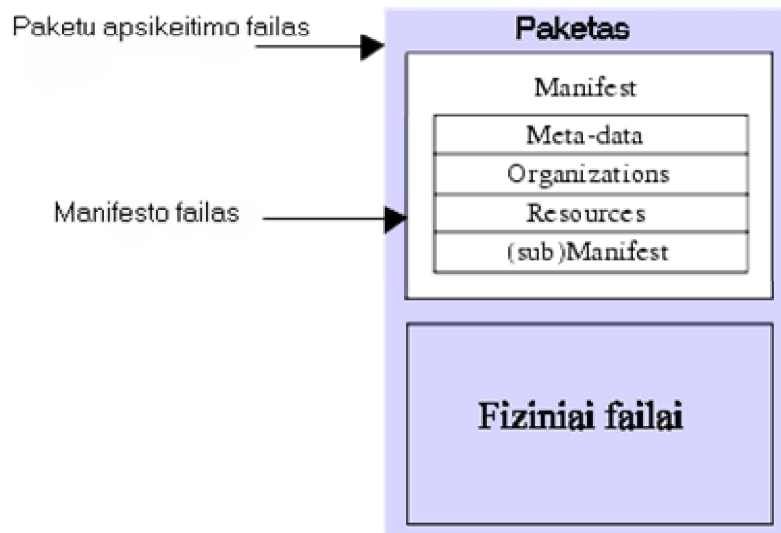 Paketu apsikeitimo failas
Paketas
Manifest
Meta-data
Organizations
Resources
(sub)Manifest
Manifesto failas
Fiziniai failai